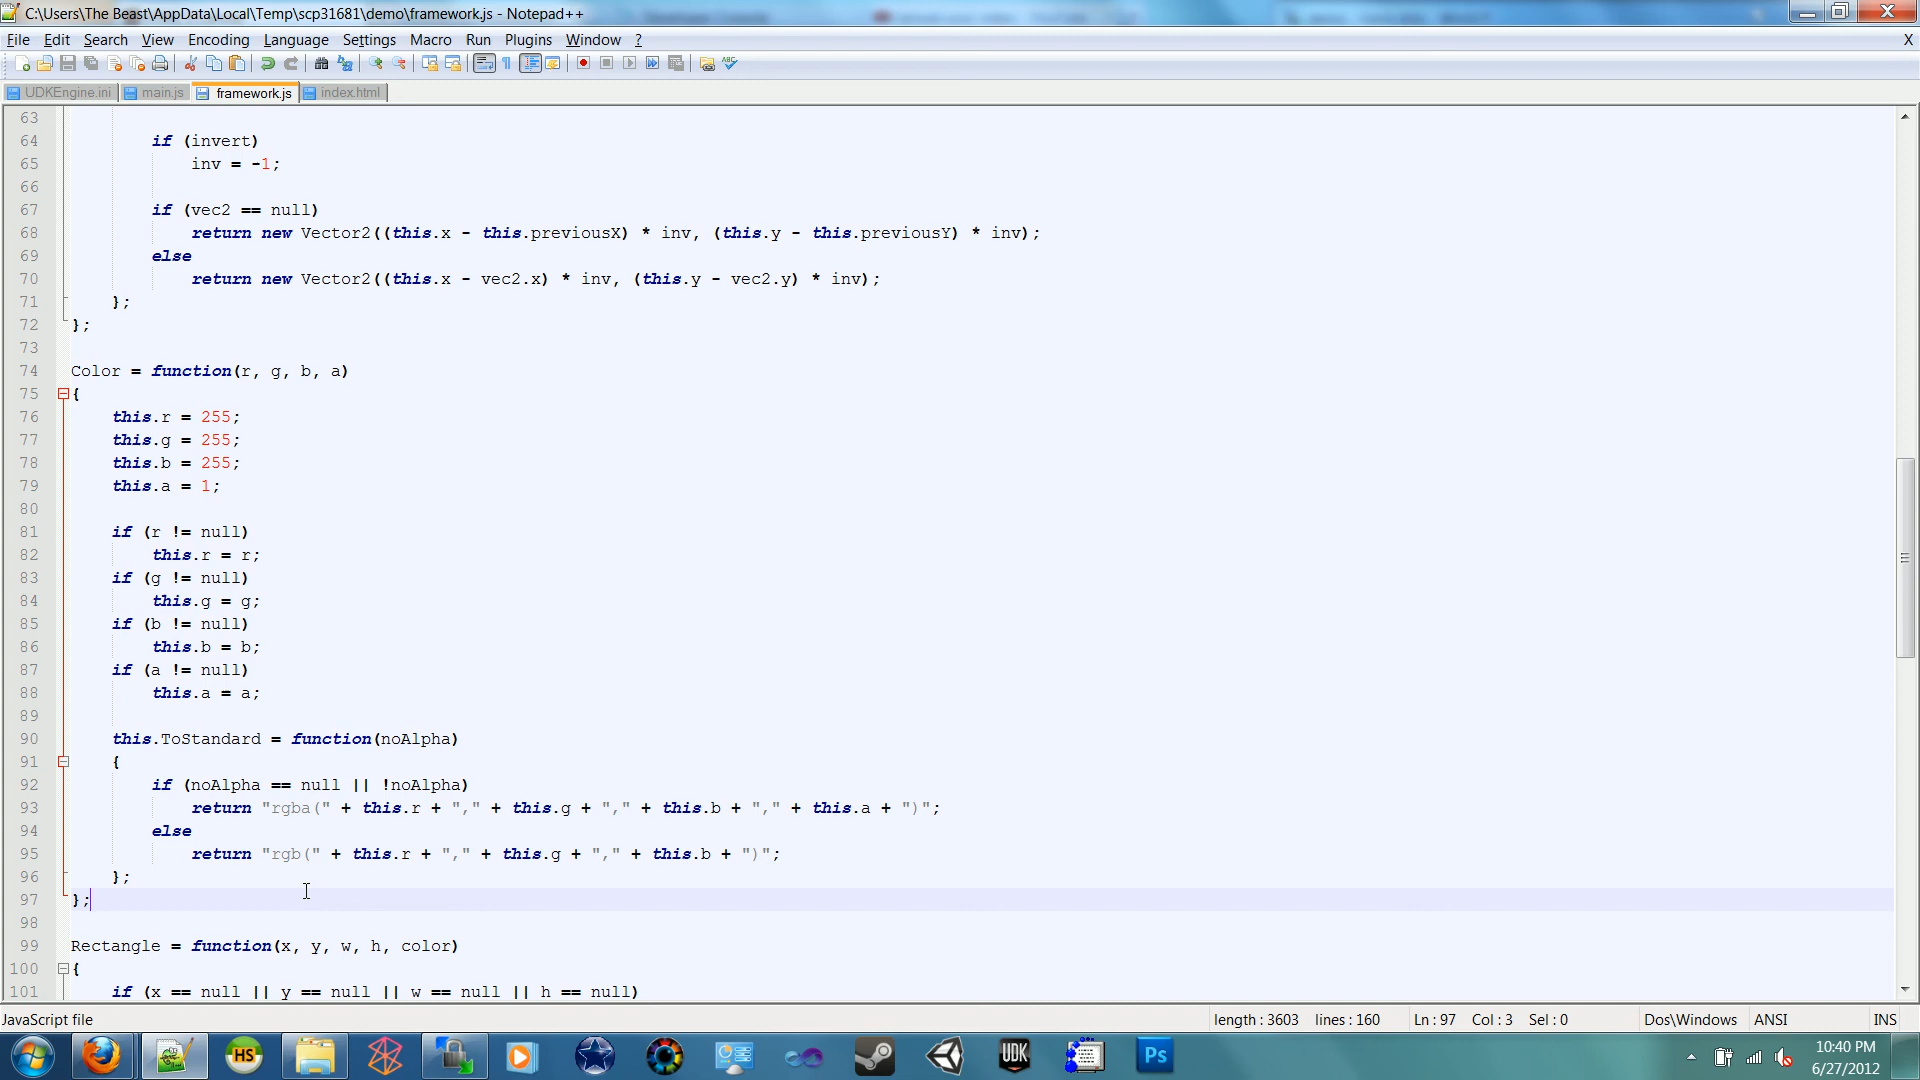 C:\Users\The Beast\AppData\Local\Temp\scp31681\demo\framework.js - Notepad++
File Edit Search View Encoding Language Settings Macro Run Plugins Window ? X
UDKEngine.ini main.js framework.js index.html
63
64 if (invert)
65 inv = -1;
66
67 if (vec2 == null)
68 return new Vector2((this.x - this.previousX) * inv, (this.y - this.previousY) * inv);
69 else
70 return new Vector2((this.x - vec2.x) * inv, (this.y - vec2.y) * inv);
71 };
72 };
73
74 Color = function(r, g, b, a)
75 {
76 this.r = 255;
77 this.g = 255;
78 this.b = 255;
79 this.a = 1;
80
81 if (r != null)
82 this.r = r;
83 if (g != null)
84 this.g = g;
85 if (b != null)
86 this.b = b;
87 if (a != null)
88 this.a = a;
89
90 this.ToStandard = function(noAlpha)
91 {
92 if (noAlpha == null || !noAlpha)
93 return "rgba(" + this.r + "," + this.g + "," + this.b + "," + this.a + ")";
94 else
95 return "rgb(" + this.r + "," + this.g + "," + this.b + ")";
96 };
97 };
98
99 Rectangle = function(x, y, w, h, color)
100 {
101 if (x == null || y == null || w == null || h == null)
JavaScript file length : 3603 lines : 160 Ln : 97 Col : 3 Sel : 0 Dos\Windows ANSI INS
HS UDK Ps
10:40 PM
6/27/2012